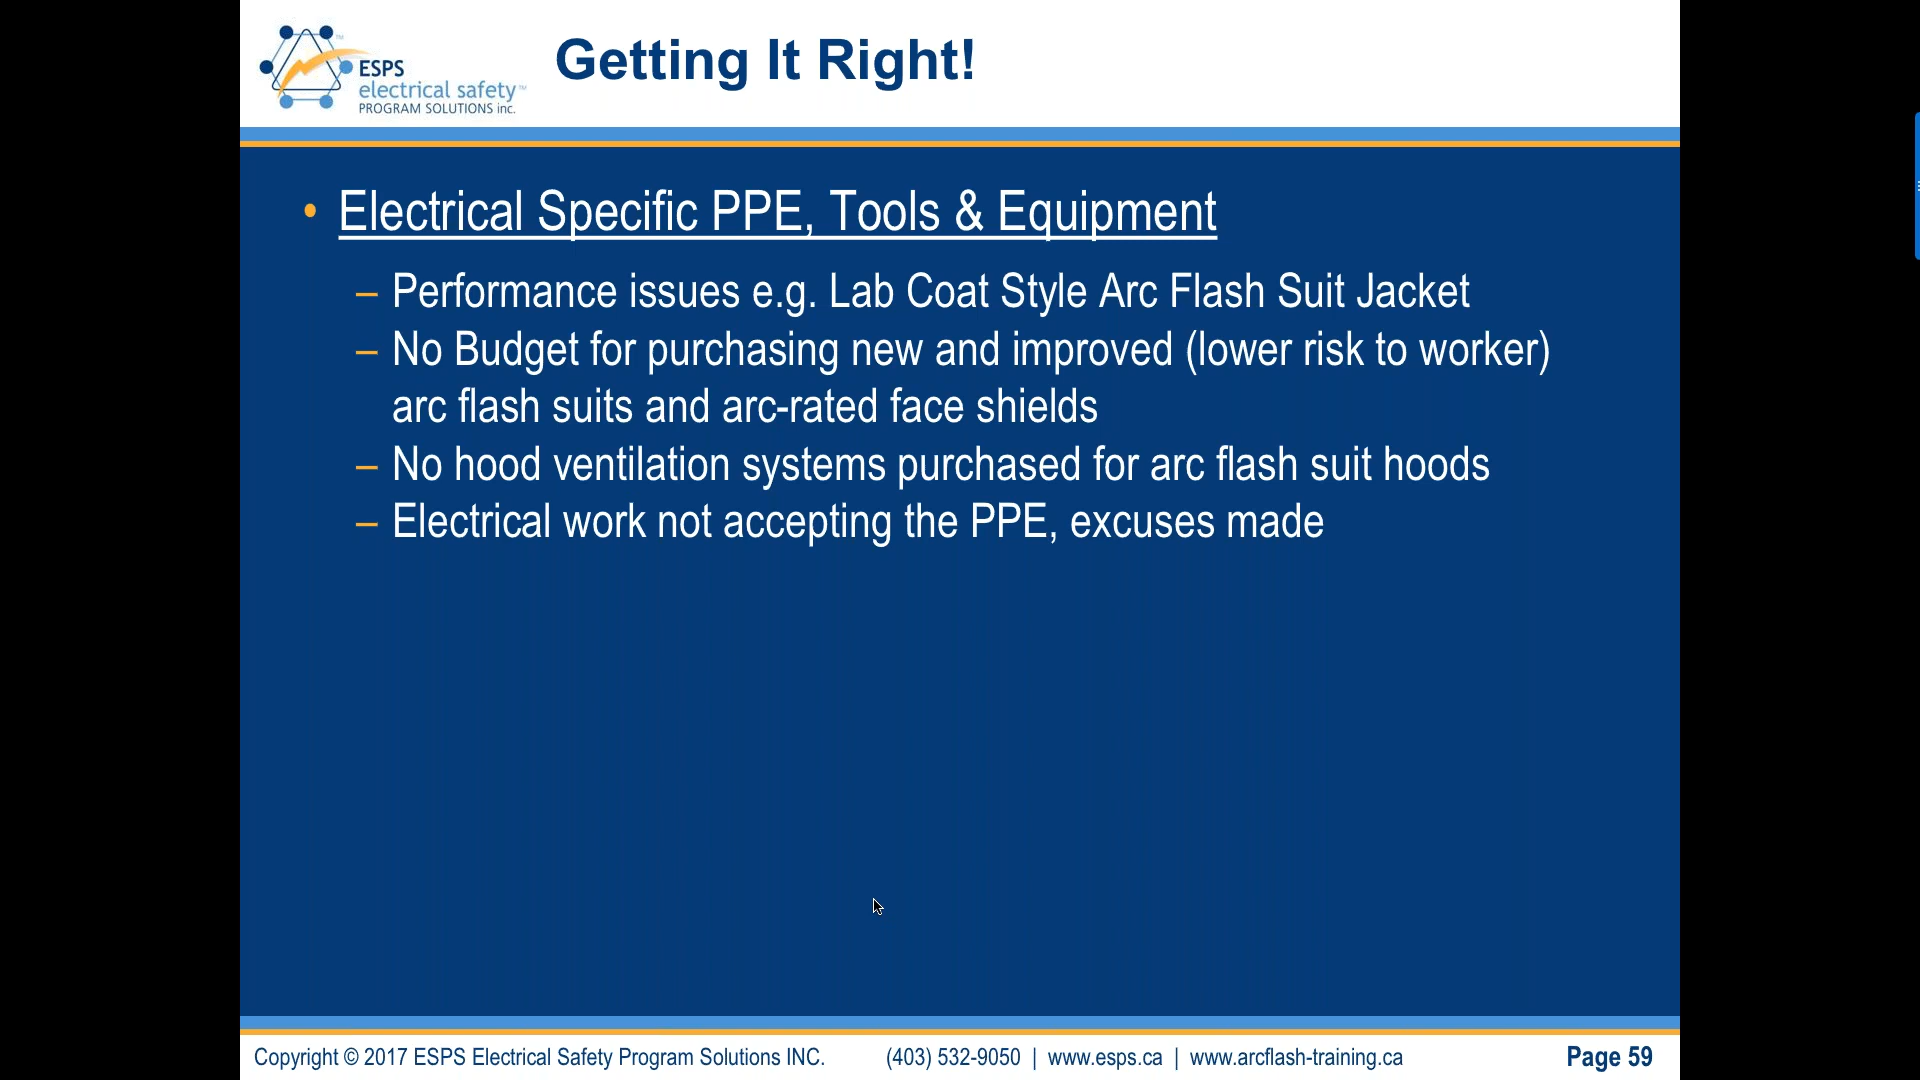 ESPS
electrical safety™
PROGRAM SOLUTIONS inc.
Getting It Right!
• Electrical Specific PPE, Tools & Equipment
– Performance issues e.g. Lab Coat Style Arc Flash Suit Jacket
– No Budget for purchasing new and improved (lower risk to worker)
arc flash suits and arc-rated face shields
– No hood ventilation systems purchased for arc flash suit hoods
– Electrical work not accepting the PPE, excuses made
Copyright © 2017 ESPS Electrical Safety Program Solutions INC. (403) 532-9050 | www.esps.ca | www.arcflash-training.ca Page 59